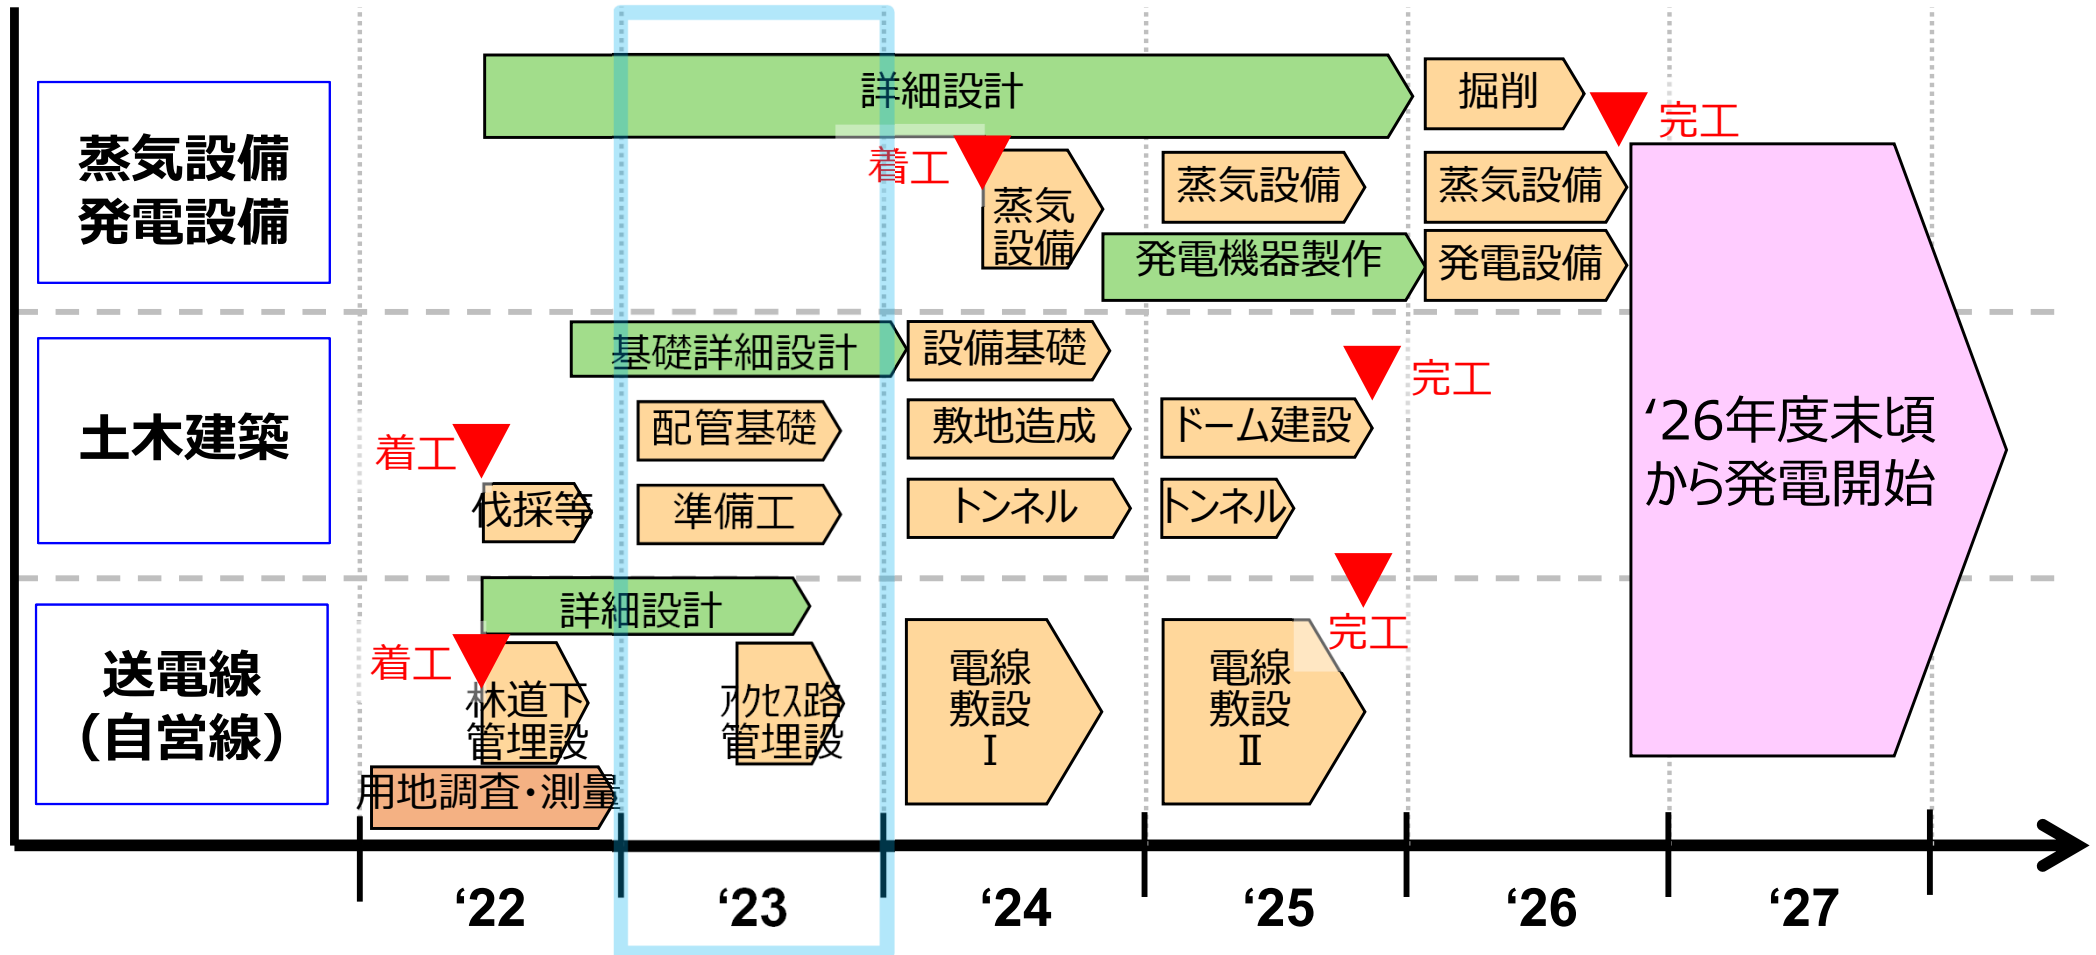 蒸気設備
発電設備
詳細設計
掘削
完工
着工
蒸気
設備
蒸気設備
蒸気設備
発電機器製作
発電設備
土木建築
基礎詳細設計
設備基礎
完工
着工
配管基礎
敷地造成
ドーム建設
伐採等
準備工
トンネル
トンネル
‘26年度末頃
から発電開始
送電線
（自営線）
詳細設計
完工
着工
林道下
管埋設
ｱｸｾｽ路
管埋設
電線
敷設
Ⅰ
電線
敷設
Ⅱ
用地調査・測量
‘22
‘23
‘24
‘25
‘26
‘27